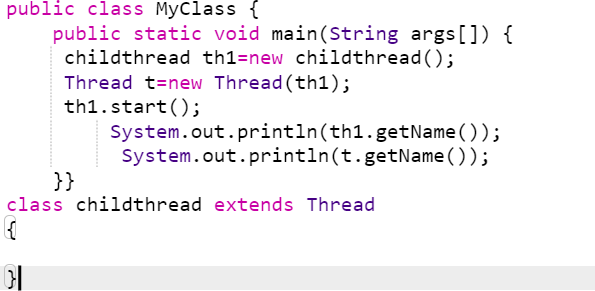 public class MyClass {
    public static void main(String args[]) {
     childthread th1=new childthread();
     Thread t=new Thread(th1);
     th1.start();
         System.out.println(th1.getName());
          System.out.println(t.getName());
    }}
class childthread extends Thread
{

}